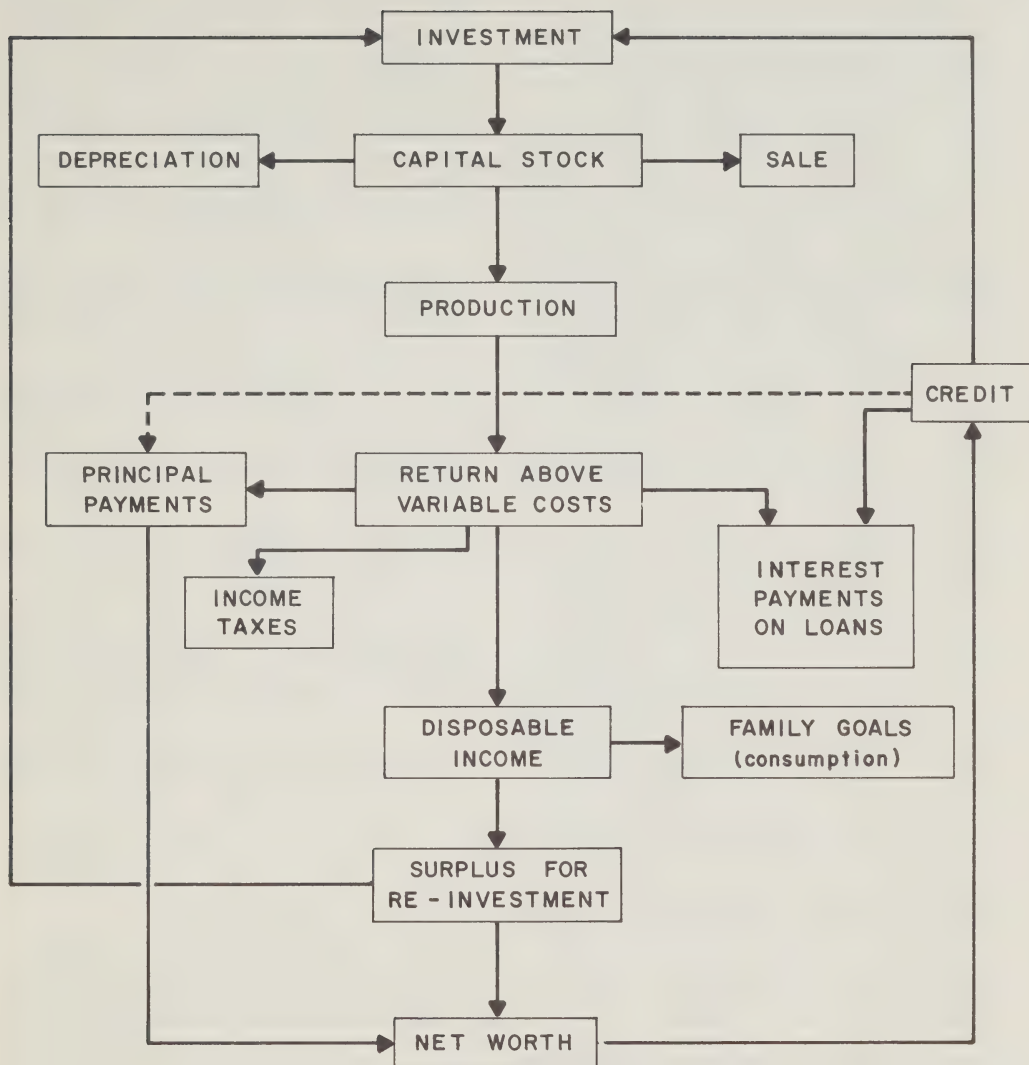 INVESTMENT
DEPRECIATION
CAPITAL STOCK
SALE
PRODUCTION
CREDIT
PRINCIPAL
PAYMENTS
RETURN ABOVE
VARIABLE COSTS
INCOME
TAXES
INTEREST
PAYMENTS
ON LOANS
DISPOSABLE
INCOME
FAMILY GOALS
(consumption)
SURPLUS FOR
RE-INVESTMENT
NET WORTH